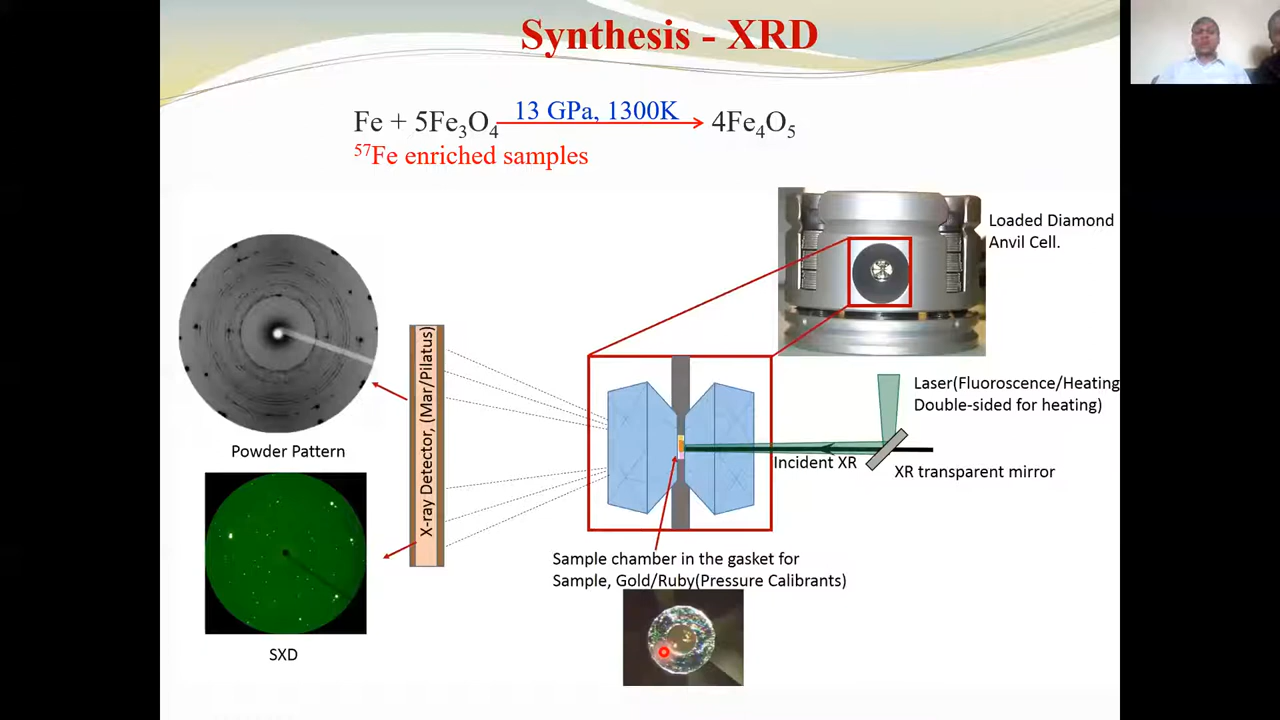 Synthesis - XRD
Fe + 5Fe₃O₄ 13 GPa, 1300K 4Fe₄O₅
⁵⁷Fe enriched samples
Loaded Diamond
Anvil Cell.
Laser(Fluoroscence/Heating
Double-sided for heating)
Incident XR
XR transparent mirror
X-ray Detector, (Mar/Pilatus)
Powder Pattern
SXD
Sample chamber in the gasket for
Sample, Gold/Ruby(Pressure Calibrants)